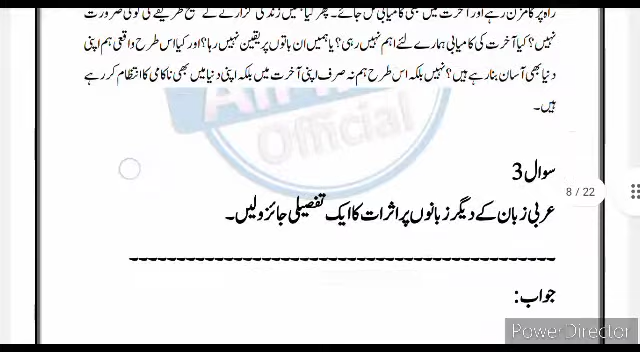 راہ پر گامزن رہے اور آخرت میں بھی کامیابی مل جائے۔ پھر کیا ہمیں زندگی گزارنے کے صحیح طریقے کی کوئی ضرورت
نہیں؟ کیا آخرت کی کامیابی ہمارے لئے اہم نہیں رہی؟ یا ہمیں ان باتوں پر یقین نہیں رہا؟ اور کیا اس طرح واقعی ہم اپنی
دنیا بھی آسان بنا رہے ہیں؟ نہیں بلکہ اس طرح ہم نہ صرف اپنی آخرت میں بلکہ اپنی دنیا میں بھی ناکامی کا انتظام کر رہے
ہیں۔
Official
سوال 3
8 / 22
عربی زبان کے دیگر زبانوں پر اثرات کا ایک تفصیلی جائزہ لیں۔
---------------------------------------------
جواب:
PowerDirector